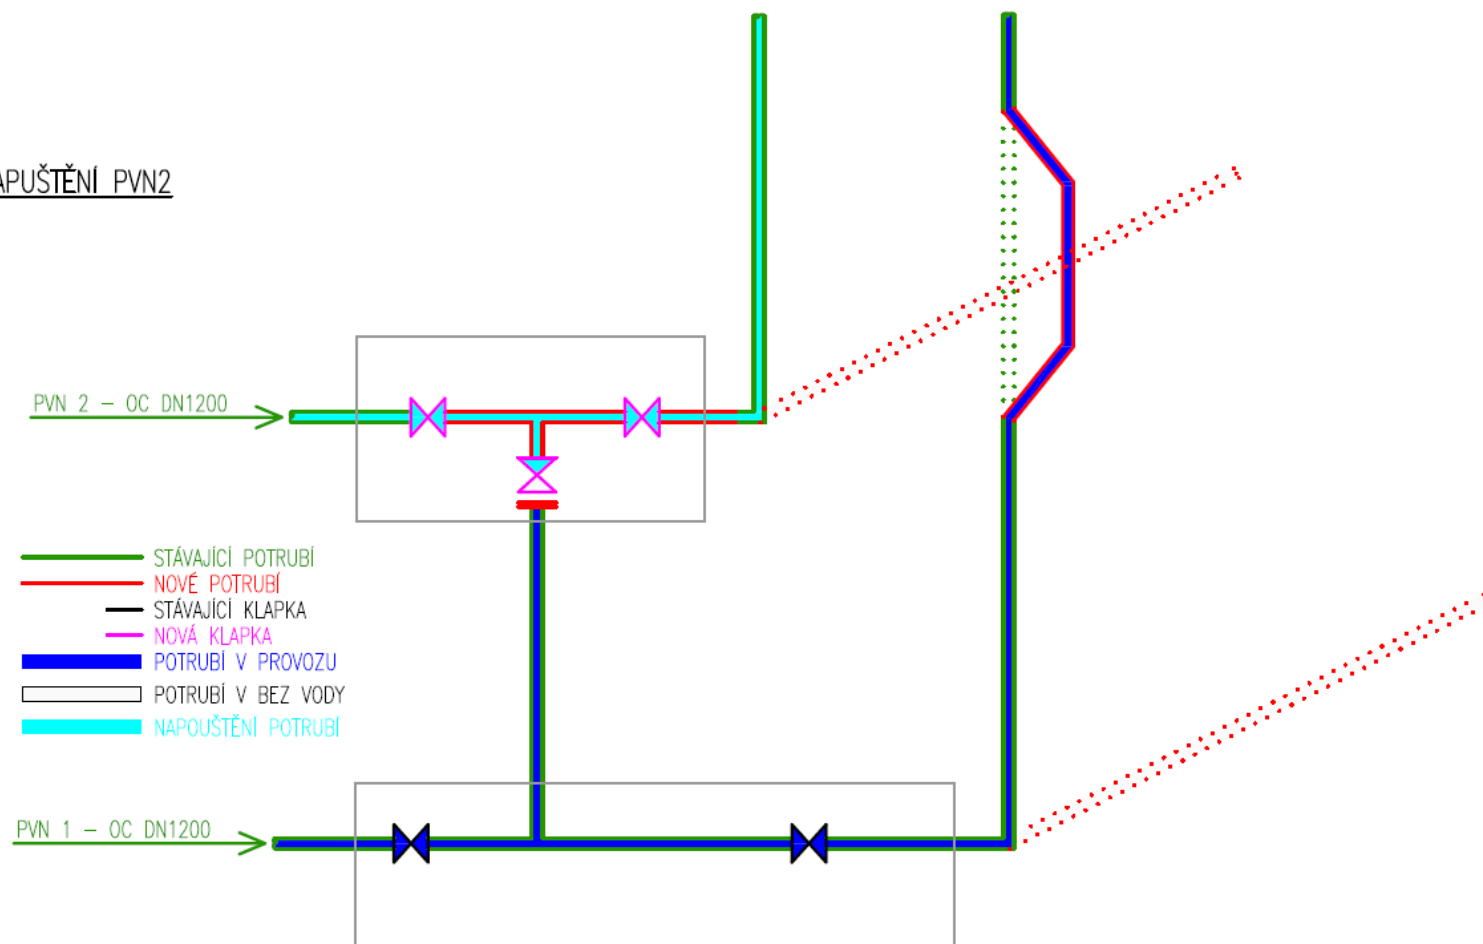 APUŠTĚNÍ PVN2
PVN 2 – OC DN1200
STÁVAJÍCÍ POTRUBÍ
NOVÉ POTRUBÍ
STÁVAJÍCÍ KLAPKA
NOVÁ KLAPKA
POTRUBÍ V PROVOZU
POTRUBÍ V BEZ VODY
NAPOUŠTĚNÍ POTRUBÍ
PVN 1 – OC DN1200